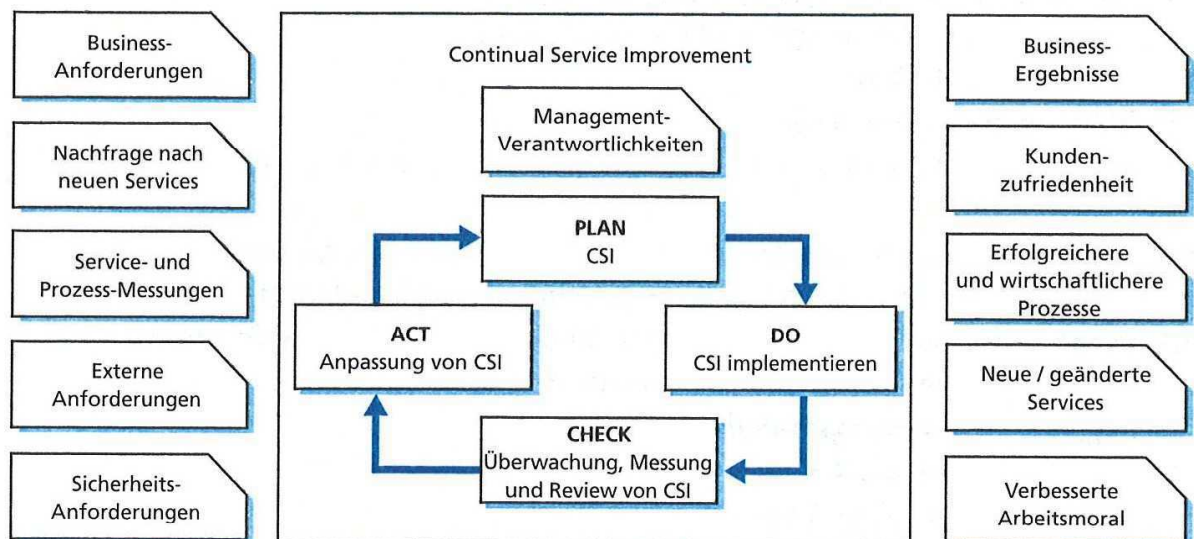 Business-
Anforderungen
Nachfrage nach
neuen Services
Service- und
Prozess-Messungen
Externe
Anforderungen
Sicherheits-
Anforderungen
Continual Service Improvement
Management-
Verantwortlichkeiten
PLAN
CSI
ACT
Anpassung von CSI
DO
CSI implementieren
CHECK
Überwachung, Messung
und Review von CSI
Business-
Ergebnisse
Kunden-
zufriedenheit
Erfolgreichere
und wirtschaftlichere
Prozesse
Neue / geänderte
Services
Verbesserte
Arbeitsmoral